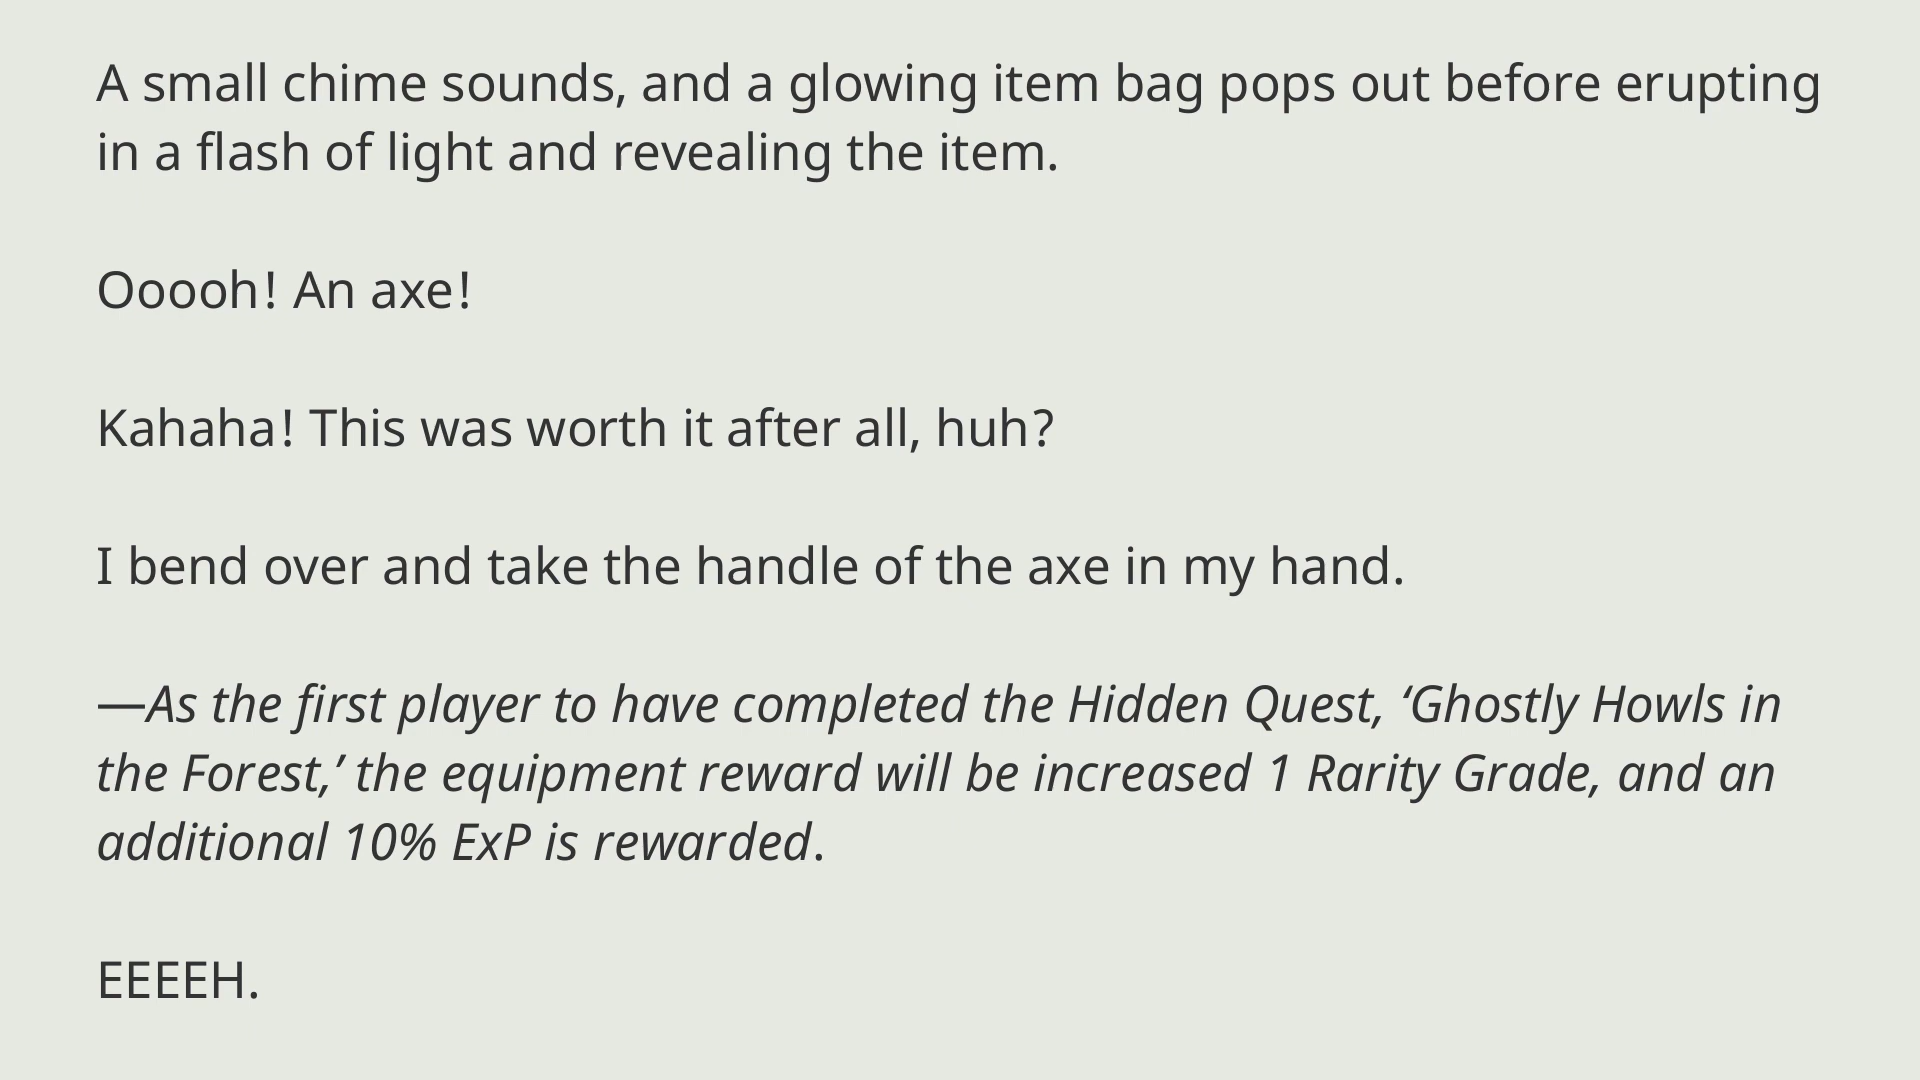 A small chime sounds, and a glowing item bag pops out before erupting
in a flash of light and revealing the item.
Ooooh! An axe!
Kahaha! This was worth it after all, huh?
I bend over and take the handle of the axe in my hand.
—As the first player to have completed the Hidden Quest, ‘Ghostly Howls in
the Forest,’ the equipment reward will be increased 1 Rarity Grade, and an
additional 10% ExP is rewarded.
EEEEH.